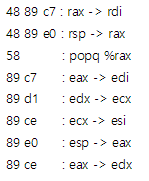 48 89 c7 : rax -> rdi
48 89 e0 : rsp -> rax
58 : popq %rax
89 c7 : eax -> edi
89 d1 : edx -> ecx
89 ce : ecx -> esi
89 e0 : esp -> eax
89 ce : eax -> edx